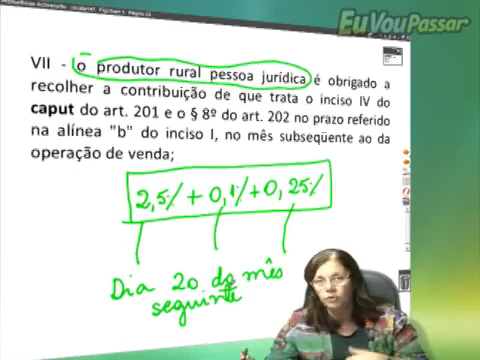 EuVouPassar
VII - o produtor rural pessoa jurídica é obrigado a
recolher a contribuição de que trata o inciso IV do
caput do art. 201 e o § 8º do art. 202 no prazo referido
na alínea "b" do inciso I, no mês subseqüente ao da
operação de venda;
2,5% + 0,1% + 0,25%
Dia 20 do mês
seguinte